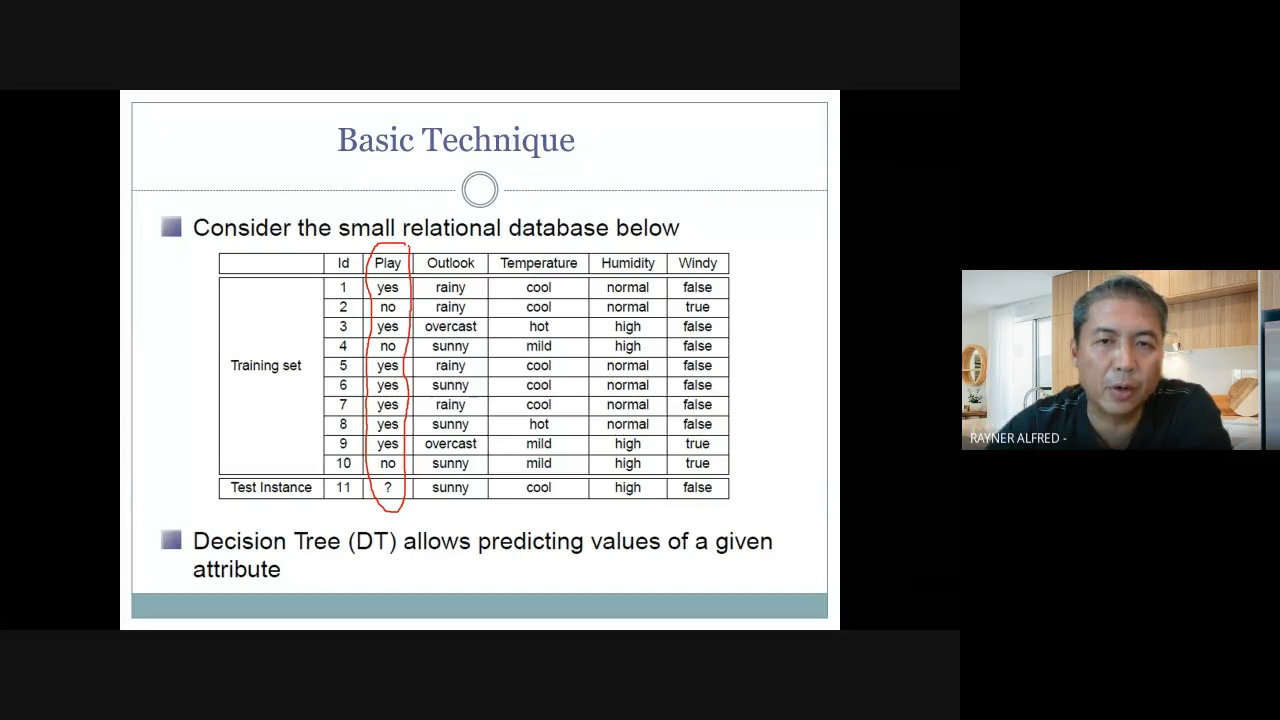 Basic Technique
Consider the small relational database below
Id Play Outlook Temperature Humidity Windy
1 yes rainy cool normal false
2 no rainy cool normal true
3 yes overcast hot high false
4 no sunny mild high false
Training set 5 yes rainy cool normal false
6 yes sunny cool normal false
7 yes rainy cool normal false
8 yes sunny hot normal false
9 yes overcast mild high true
10 no sunny mild high true
Test Instance 11 ? sunny cool high false
Decision Tree (DT) allows predicting values of a given
attribute
RAYNER ALFRED -